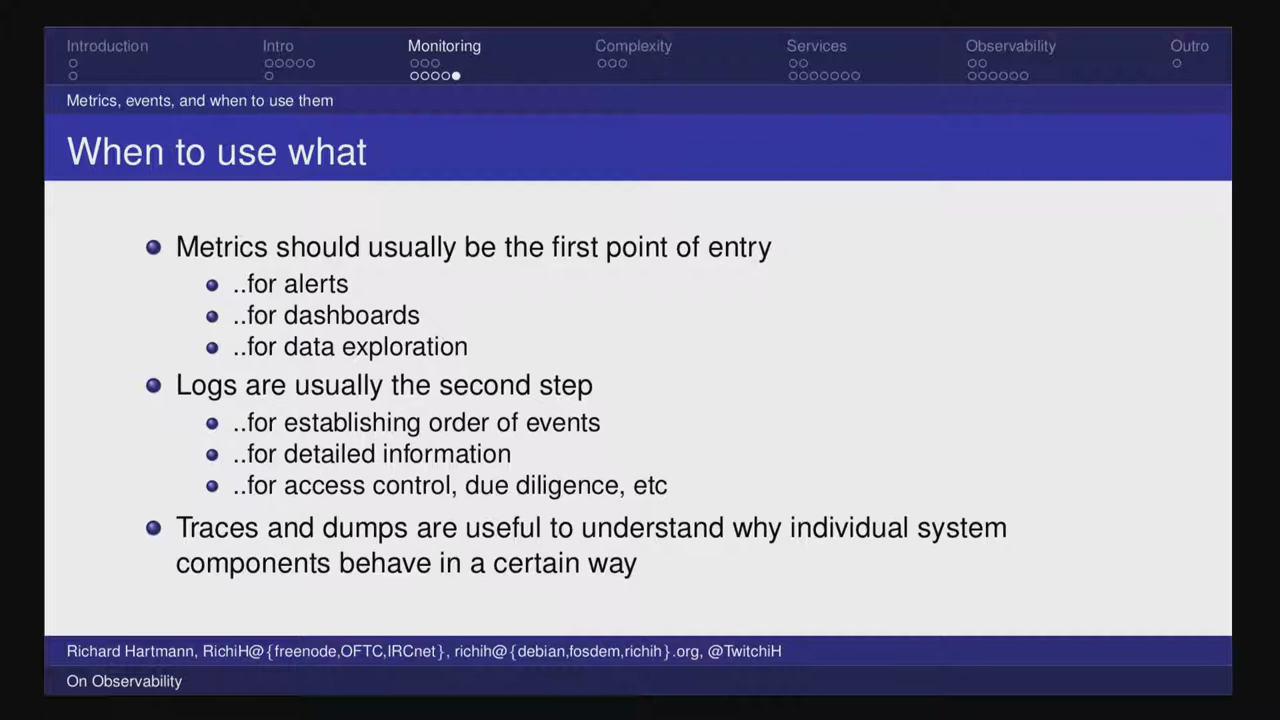 Introduction Intro Monitoring Complexity Services Observability Outro
Metrics, events, and when to use them
When to use what
Metrics should usually be the first point of entry
..for alerts
..for dashboards
..for data exploration
Logs are usually the second step
..for establishing order of events
..for detailed information
..for access control, due diligence, etc
Traces and dumps are useful to understand why individual system
components behave in a certain way
Richard Hartmann, RichiH@{freenode,OFTC,IRCnet}, richih@{debian,fosdem,richih}.org, @TwitchiH
On Observability